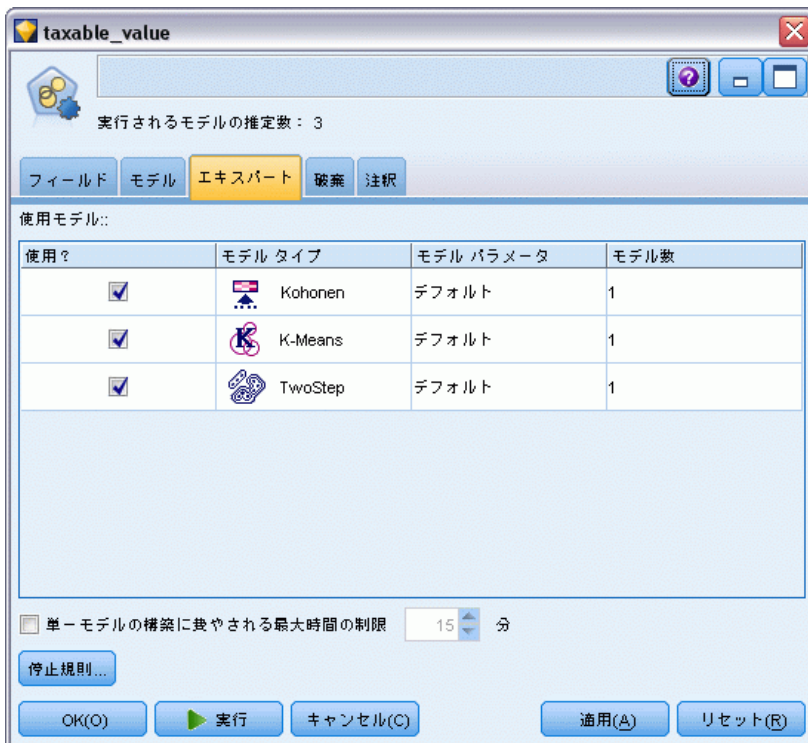 taxable_value
実行されるモデルの推定数： 3
フィールド モデル エキスパート 破棄 注釈
使用モデル::
使用？ モデル タイプ モデル パラメータ モデル数
Kohonen デフォルト 1
K-Means デフォルト 1
TwoStep デフォルト 1
単一モデルの構築に費やされる最大時間の制限 15 分
停止規則...
OK(O) 実行 キャンセル(C) 適用(A) リセット(R)